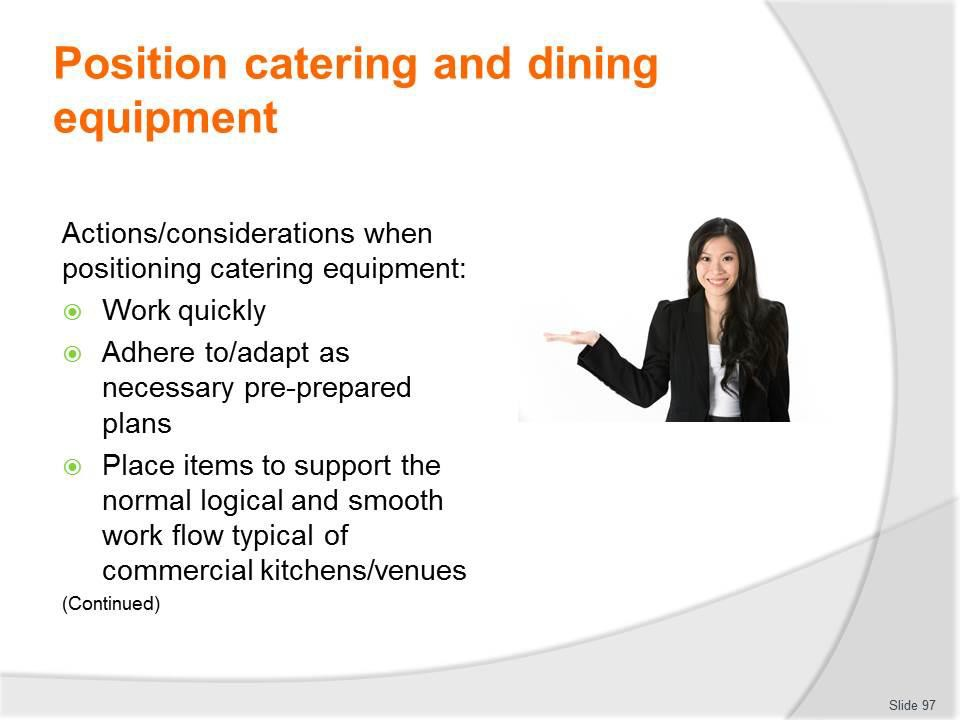 Position catering and dining
equipment
Actions/considerations when
positioning catering equipment:
Work quickly
Adhere to/adapt as
necessary pre-prepared
plans
Place items to support the
normal logical and smooth
work flow typical of
commercial kitchens/venues
(Continued)
Slide 97